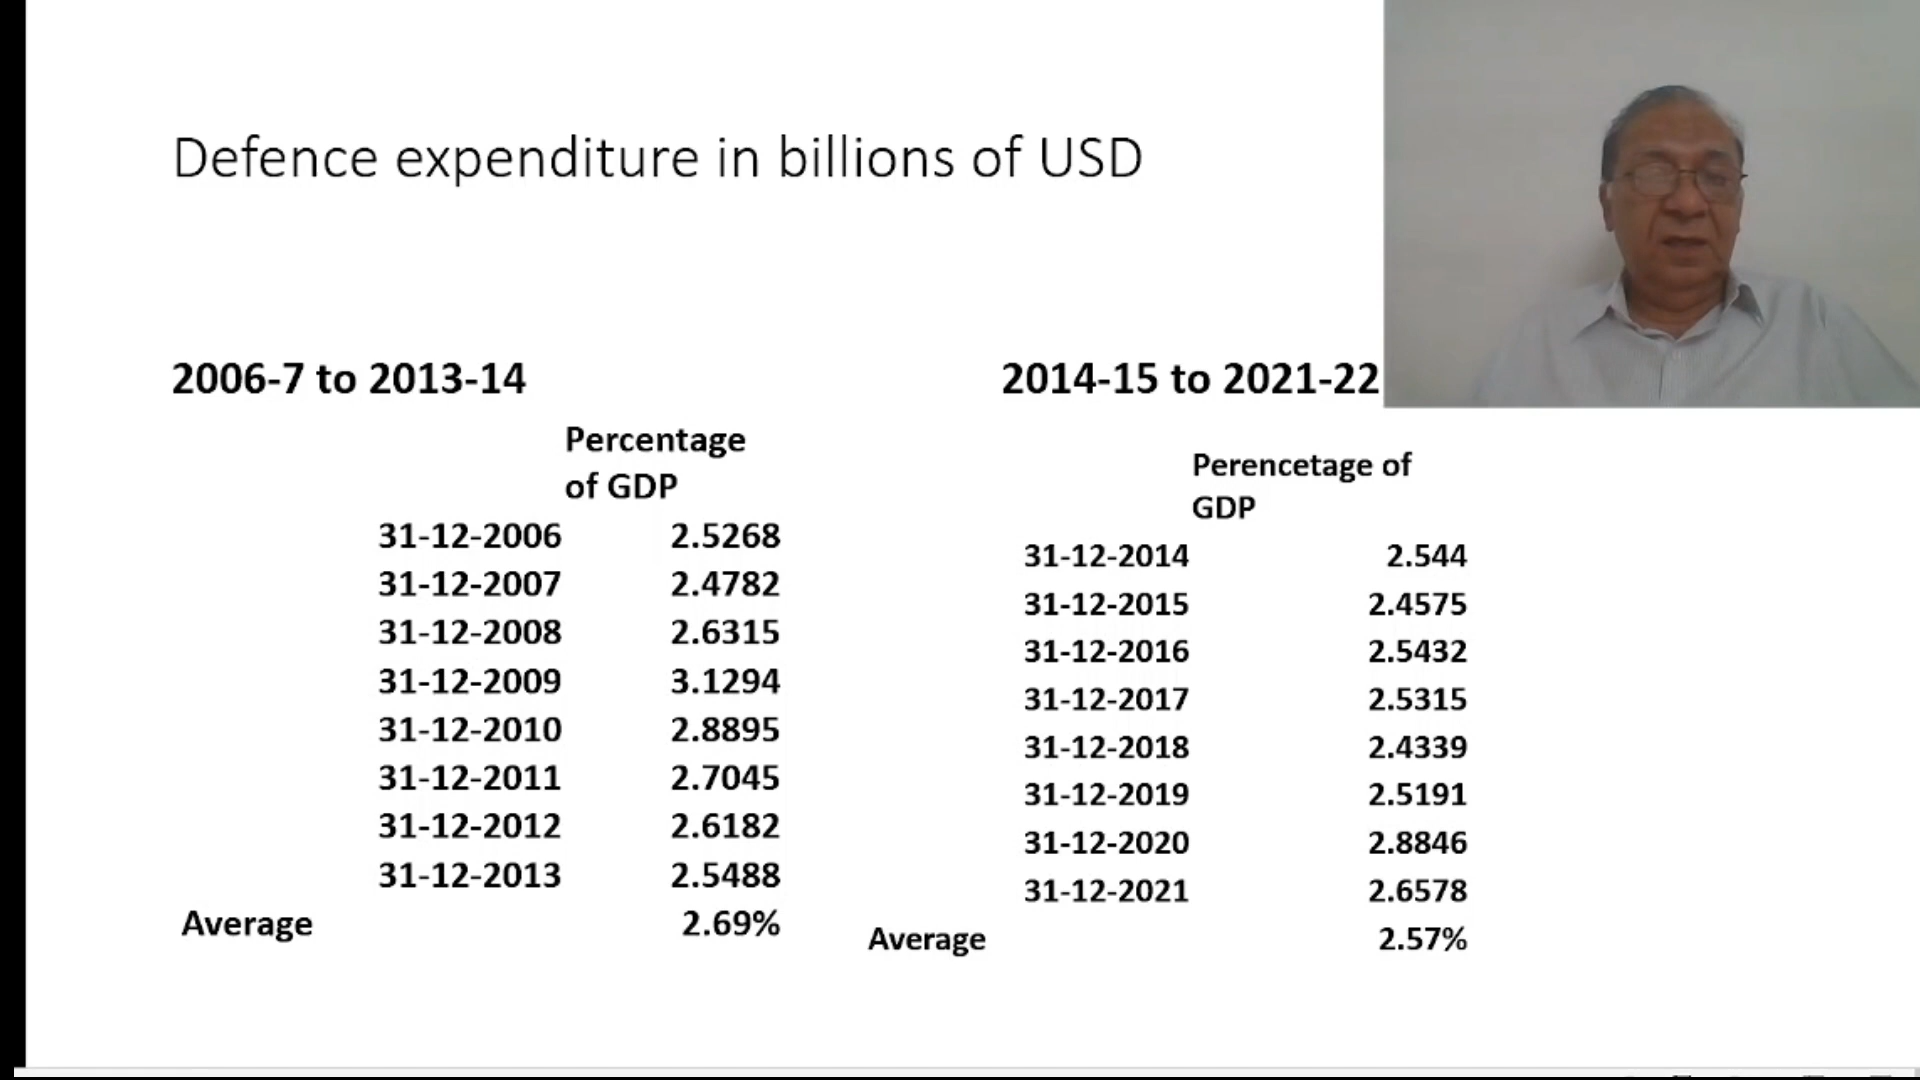 Defence expenditure in billions of USD
2006-7 to 2013-14
Percentage
of GDP
31-12-2006 2.5268
31-12-2007 2.4782
31-12-2008 2.6315
31-12-2009 3.1294
31-12-2010 2.8895
31-12-2011 2.7045
31-12-2012 2.6182
31-12-2013 2.5488
Average 2.69%
2014-15 to 2021-22
Perencetage of
GDP
31-12-2014 2.544
31-12-2015 2.4575
31-12-2016 2.5432
31-12-2017 2.5315
31-12-2018 2.4339
31-12-2019 2.5191
31-12-2020 2.8846
31-12-2021 2.6578
Average 2.57%